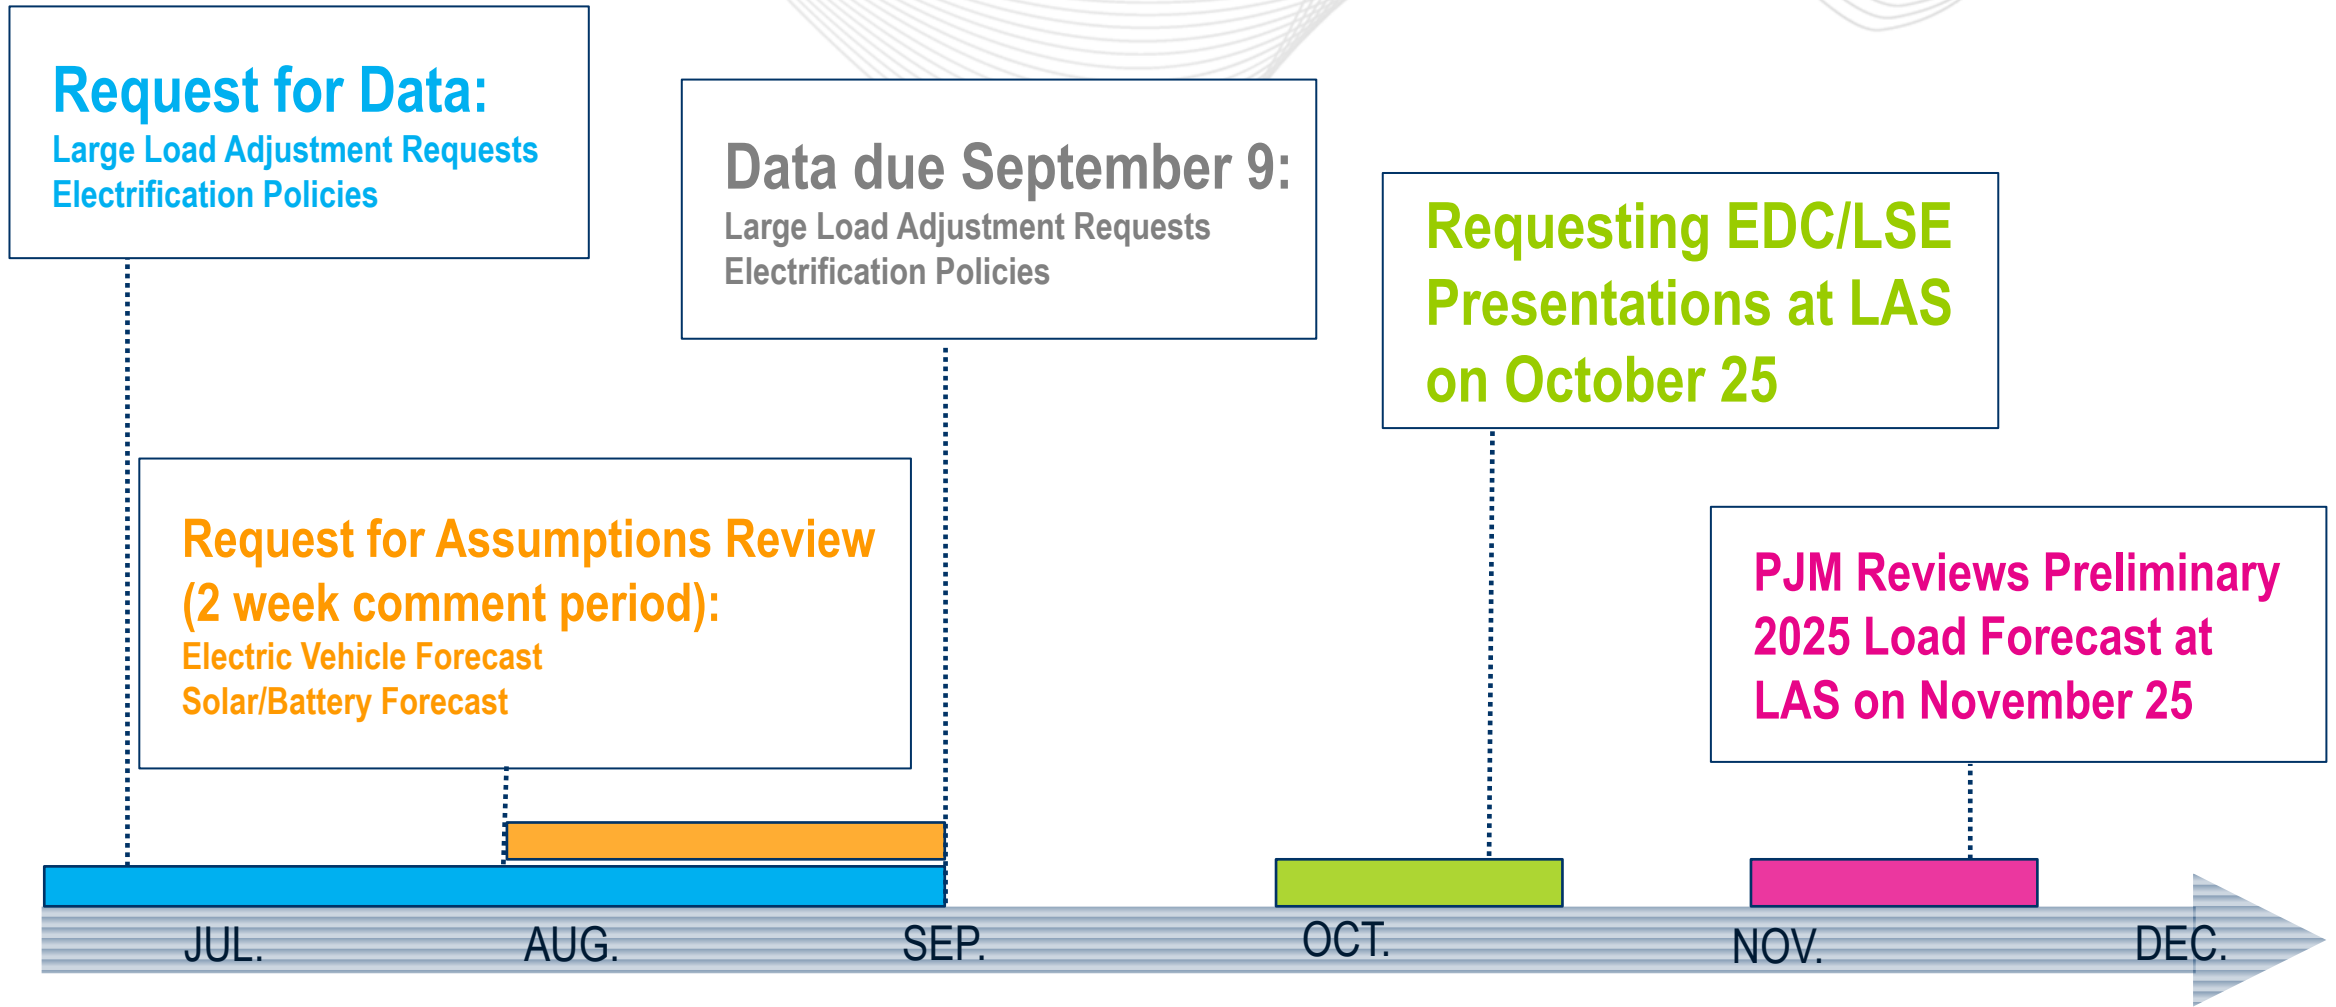 Request for Data:
Large Load Adjustment Requests
Electrification Policies
Data due September 9:
Large Load Adjustment Requests
Electrification Policies
Requesting EDC/LSE
Presentations at LAS
on October 25
Request for Assumptions Review
(2 week comment period):
Electric Vehicle Forecast
Solar/Battery Forecast
PJM Reviews Preliminary
2025 Load Forecast at
LAS on November 25
JUL. AUG. SEP. OCT. NOV. DEC.